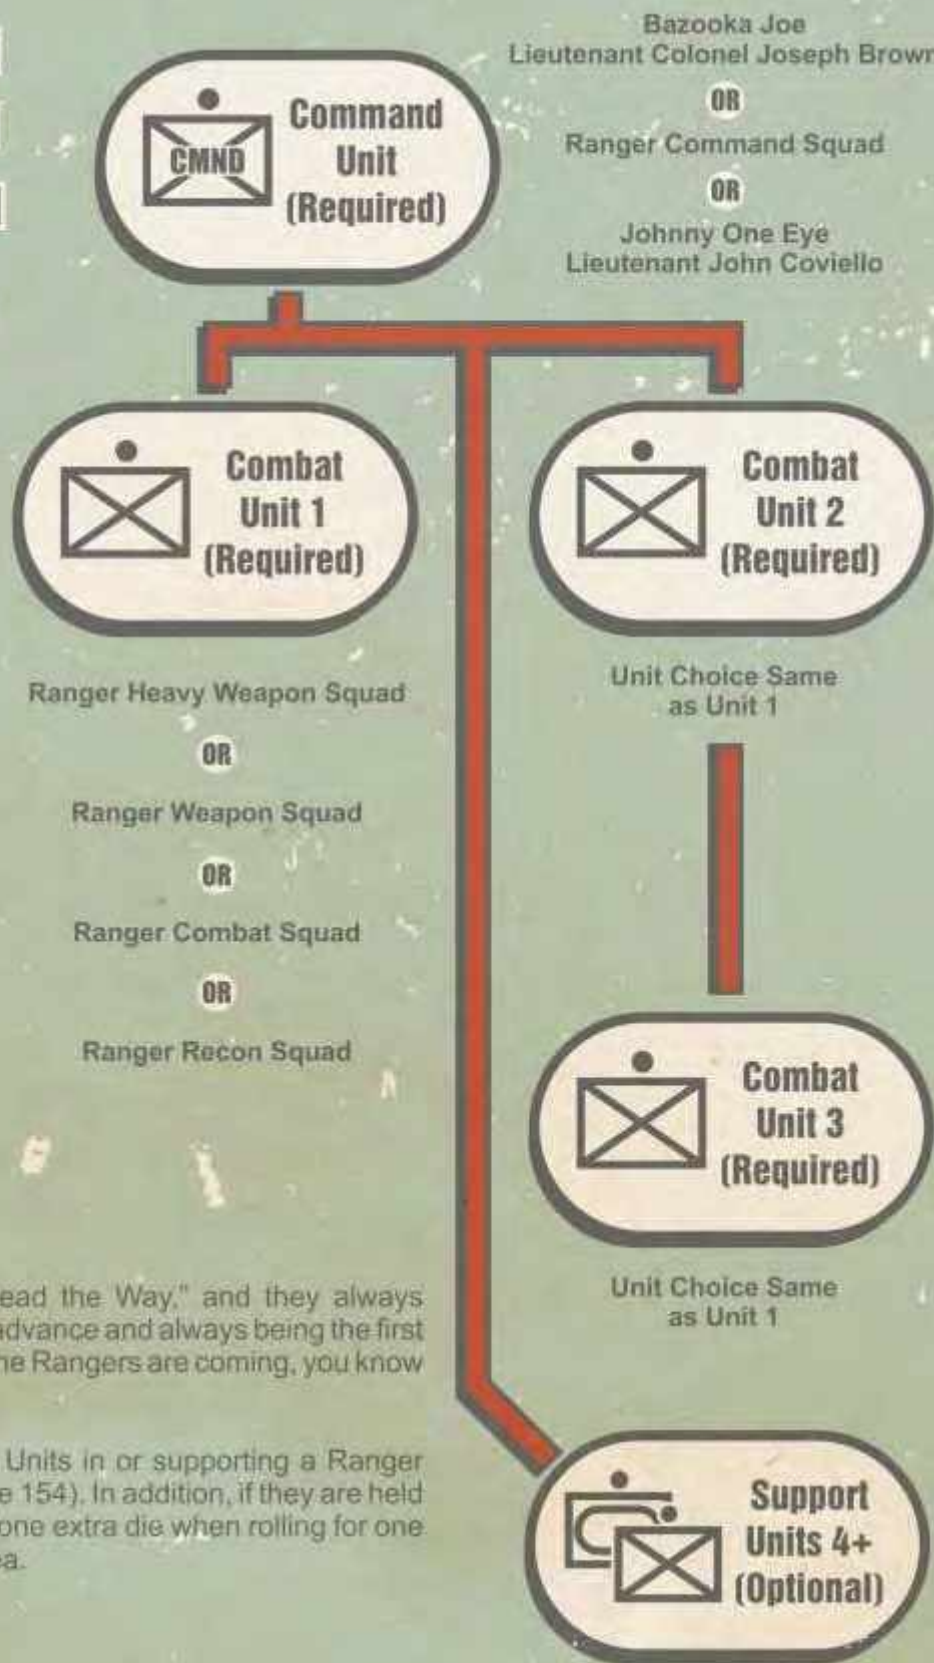 Bazooka Joe
Lieutenant Colonel Joseph Brown
OR
Ranger Command Squad
OR
Johnny One Eye
Lieutenant John Coviello
CMND
Command
Unit
(Required)
Combat
Unit 1
(Required)
Ranger Heavy Weapon Squad
OR
Ranger Weapon Squad
OR
Ranger Combat Squad
OR
Ranger Recon Squad
Combat
Unit 2
(Required)
Unit Choice Same
as Unit 1
Combat
Unit 3
(Required)
Unit Choice Same
as Unit 1
the Way," and they always
advance and always being the first
Rangers are coming, you know
Units in or supporting a Ranger
154). In addition, if they are held
one extra die when rolling for one
Support
Units 4+
(Optional)